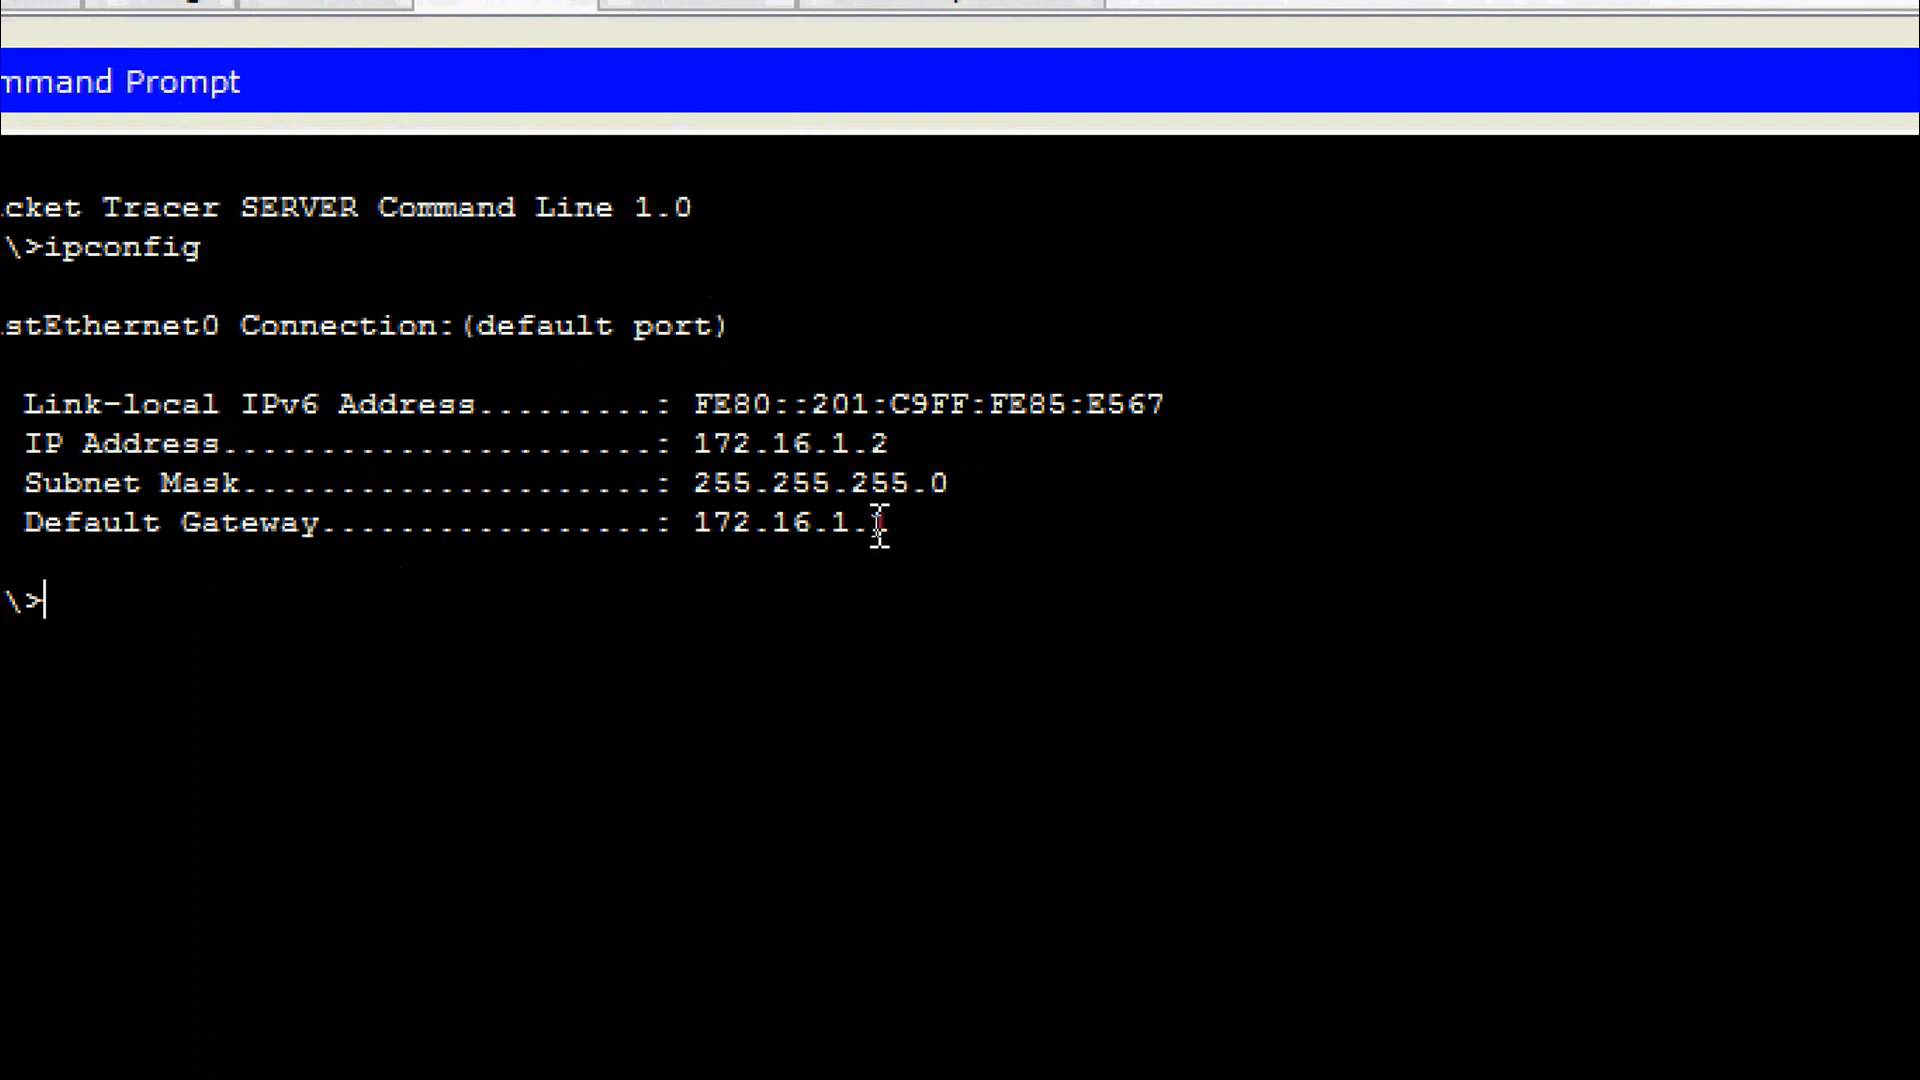 mmand Prompt
cket Tracer SERVER Command Line 1.0
\>ipconfig
stEthernet0 Connection:(default port)
Link-local IPv6 Address.........: FE80::201:C9FF:FE85:E567
IP Address......................: 172.16.1.2
Subnet Mask.....................: 255.255.255.0
Default Gateway.................: 172.16.1.
\>